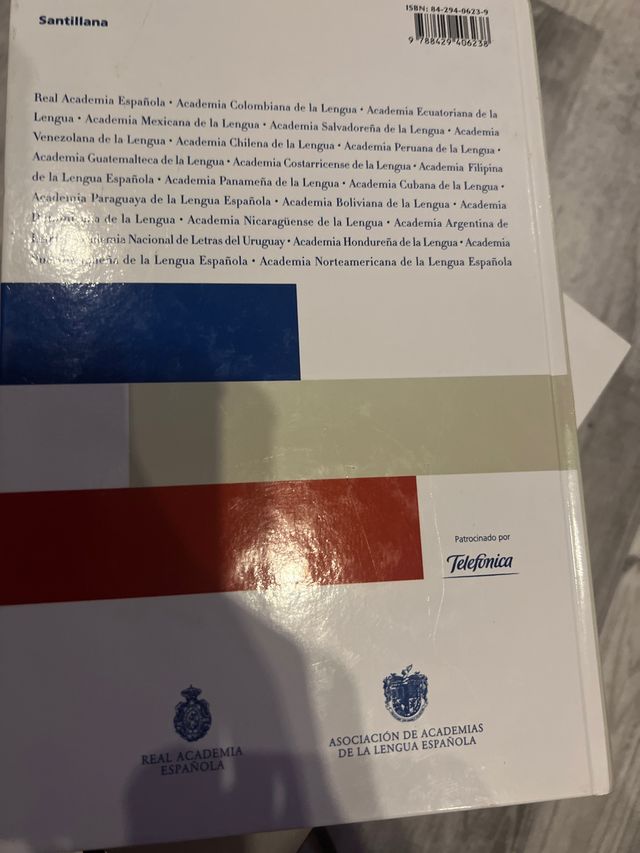 Santillana
ISBN: 84-294-0623-9
9 788429 406238
Real Academia Española • Academia Colombiana de la Lengua • Academia Ecuatoriana de la
Lengua • Academia Mexicana de la Lengua • Academia Salvadoreña de la Lengua • Academia
Venezolana de la Lengua • Academia Chilena de la Lengua • Academia Peruana de la Lengua •
Academia Guatemalteca de la Lengua • Academia Costarricense de la Lengua • Academia Filipina
de la Lengua Española • Academia Panameña de la Lengua • Academia Cubana de la Lengua •
Academia Paraguaya de la Lengua Española • Academia Boliviana de la Lengua • Academia
de la Lengua • Academia Nicaragüense de la Lengua • Academia Argentina de
Nacional de Letras del Uruguay • Academia Hondureña de la Lengua • Academia
de la Lengua Española • Academia Norteamericana de la Lengua Española
Patrocinado por
Telefónica
REAL ACADEMIA
ESPAÑOLA
ASOCIACIÓN DE ACADEMIAS
DE LA LENGUA ESPAÑOLA